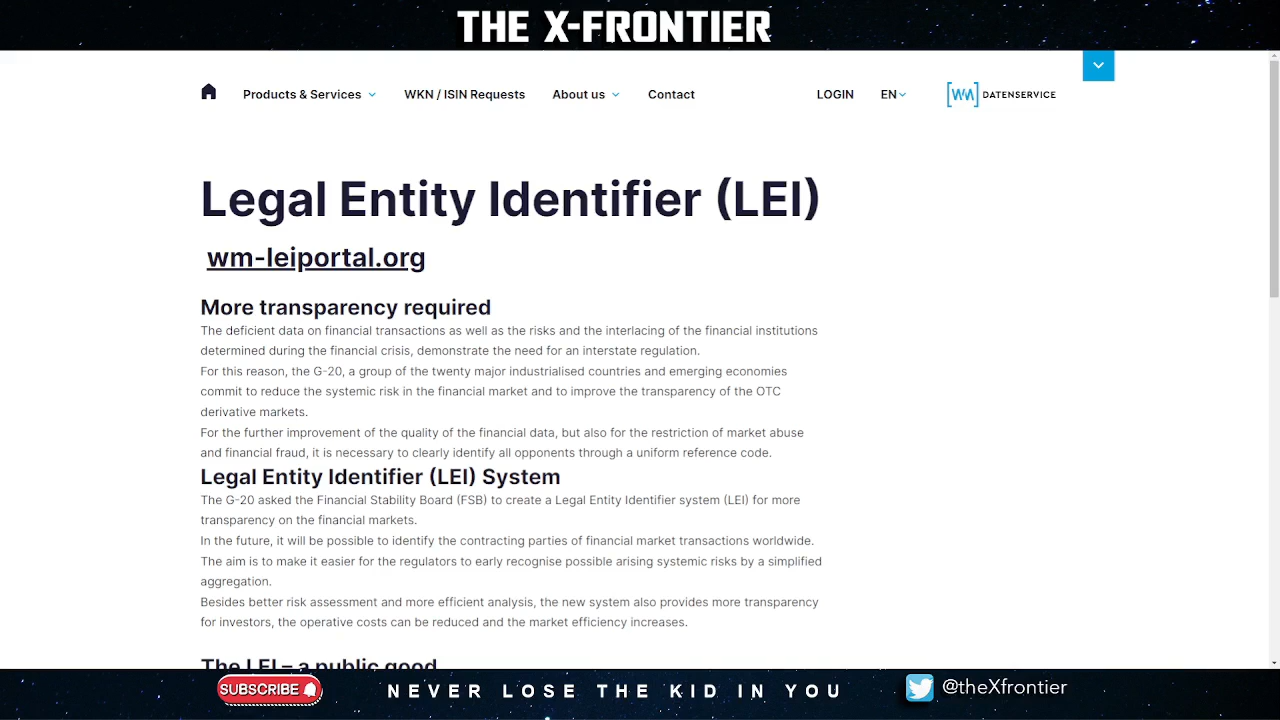 THE X-FRONTIER
Products & Services
WKN / ISIN Requests
About us
Contact
LOGIN
EN
WM DATENSERVICE
Legal Entity Identifier (LEI)
wm-leiportal.org
More transparency required
The deficient data on financial transactions as well as the risks and the interlacing of the financial institutions
determined during the financial crisis, demonstrate the need for an interstate regulation.
For this reason, the G-20, a group of the twenty major industrialised countries and emerging economies
commit to reduce the systemic risk in the financial market and to improve the transparency of the OTC
derivative markets.
For the further improvement of the quality of the financial data, but also for the restriction of market abuse
and financial fraud, it is necessary to clearly identify all opponents through a uniform reference code.
Legal Entity Identifier (LEI) System
The G-20 asked the Financial Stability Board (FSB) to create a Legal Entity Identifier system (LEI) for more
transparency on the financial markets.
In the future, it will be possible to identify the contracting parties of financial market transactions worldwide.
The aim is to make it easier for the regulators to early recognise possible arising systemic risks by a simplified
aggregation.
Besides better risk assessment and more efficient analysis, the new system also provides more transparency
for investors, the operative costs can be reduced and the market efficiency increases.
The LEI – a public good
SUBSCRIBE
NEVER LOSE THE KID IN YOU
@theXfrontier